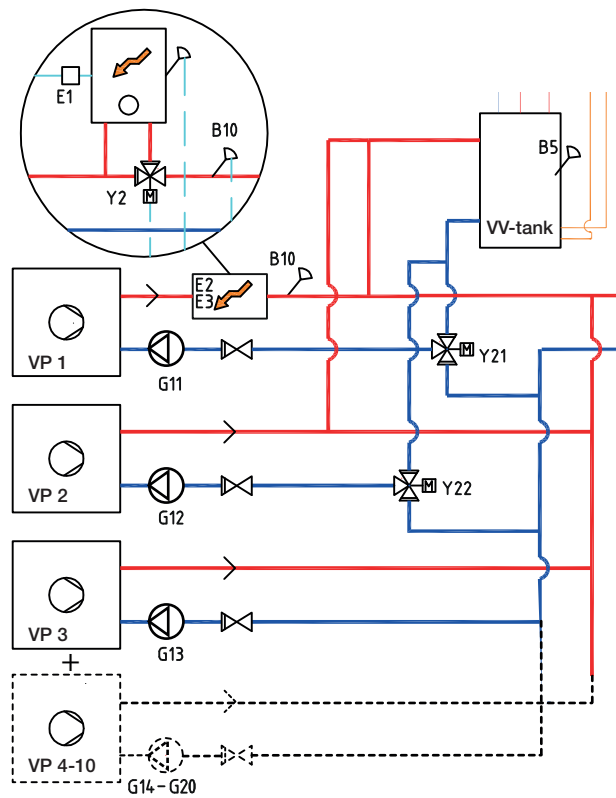 E1
B10
Y2
M
B5
VV-tank
B10
E2
E3
VP 1
G11
M
Y21
VP 2
G12
M
Y22
VP 3
G13
+
VP 4-10
G14-G20